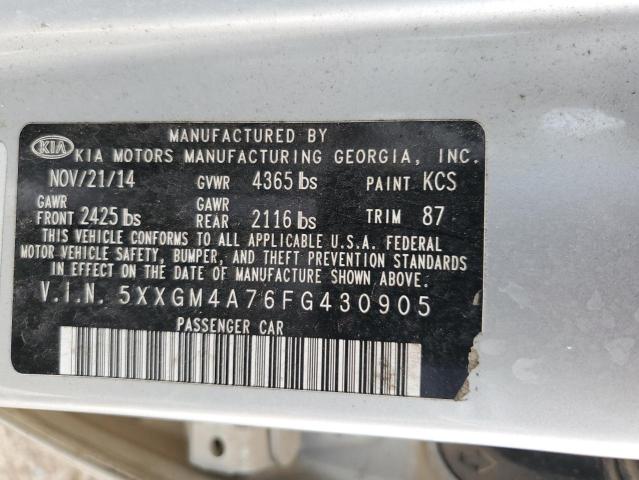 MANUFACTURED BY
KIA KIA MOTORS MANUFACTURING GEORGIA, INC.
NOV/21/14 GVWR 4365 lbs PAINT KCS
GAWR FRONT 2425 lbs GAWR REAR 2116 lbs TRIM 87
THIS VEHICLE CONFORMS TO ALL APPLICABLE U.S.A. FEDERAL
MOTOR VEHICLE SAFETY, BUMPER, AND THEFT PREVENTION STANDARDS
IN EFFECT ON THE DATE OF MANUFACTURE SHOWN ABOVE.
V.I.N. 5XXGM4A76FG430905
PASSENGER CAR